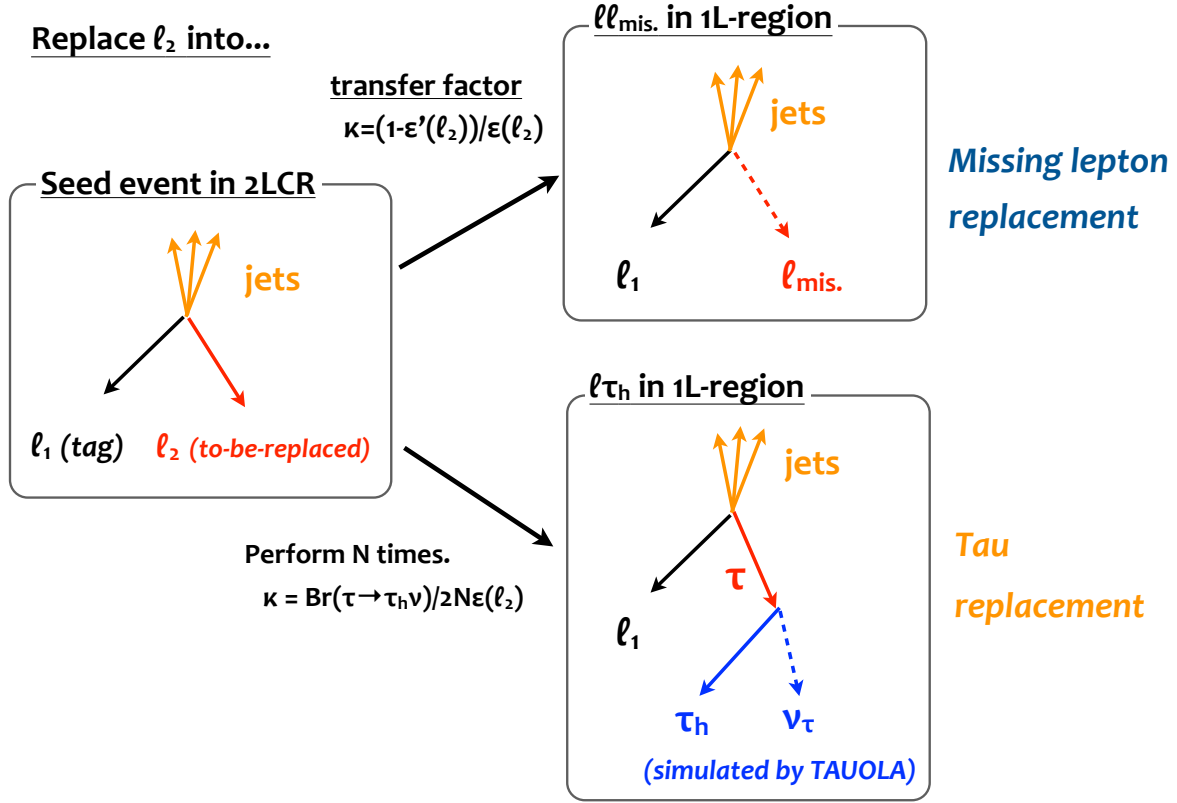 Replace ℓ₂ into...
transfer factor
κ=(1-ε'(ℓ₂))/ε(ℓ₂)
Seed event in 2LCR
jets
ℓ₁ (tag) ℓ₂ (to-be-replaced)
ℓℓmis. in 1L-region
jets
ℓ₁ ℓmis.
Missing lepton
replacement
Perform N times.
κ = Br(τ→τₕν)/2Nε(ℓ₂)
ℓτₕ in 1L-region
jets
τ
ℓ₁
τₕ ντ
(simulated by TAUOLA)
Tau
replacement